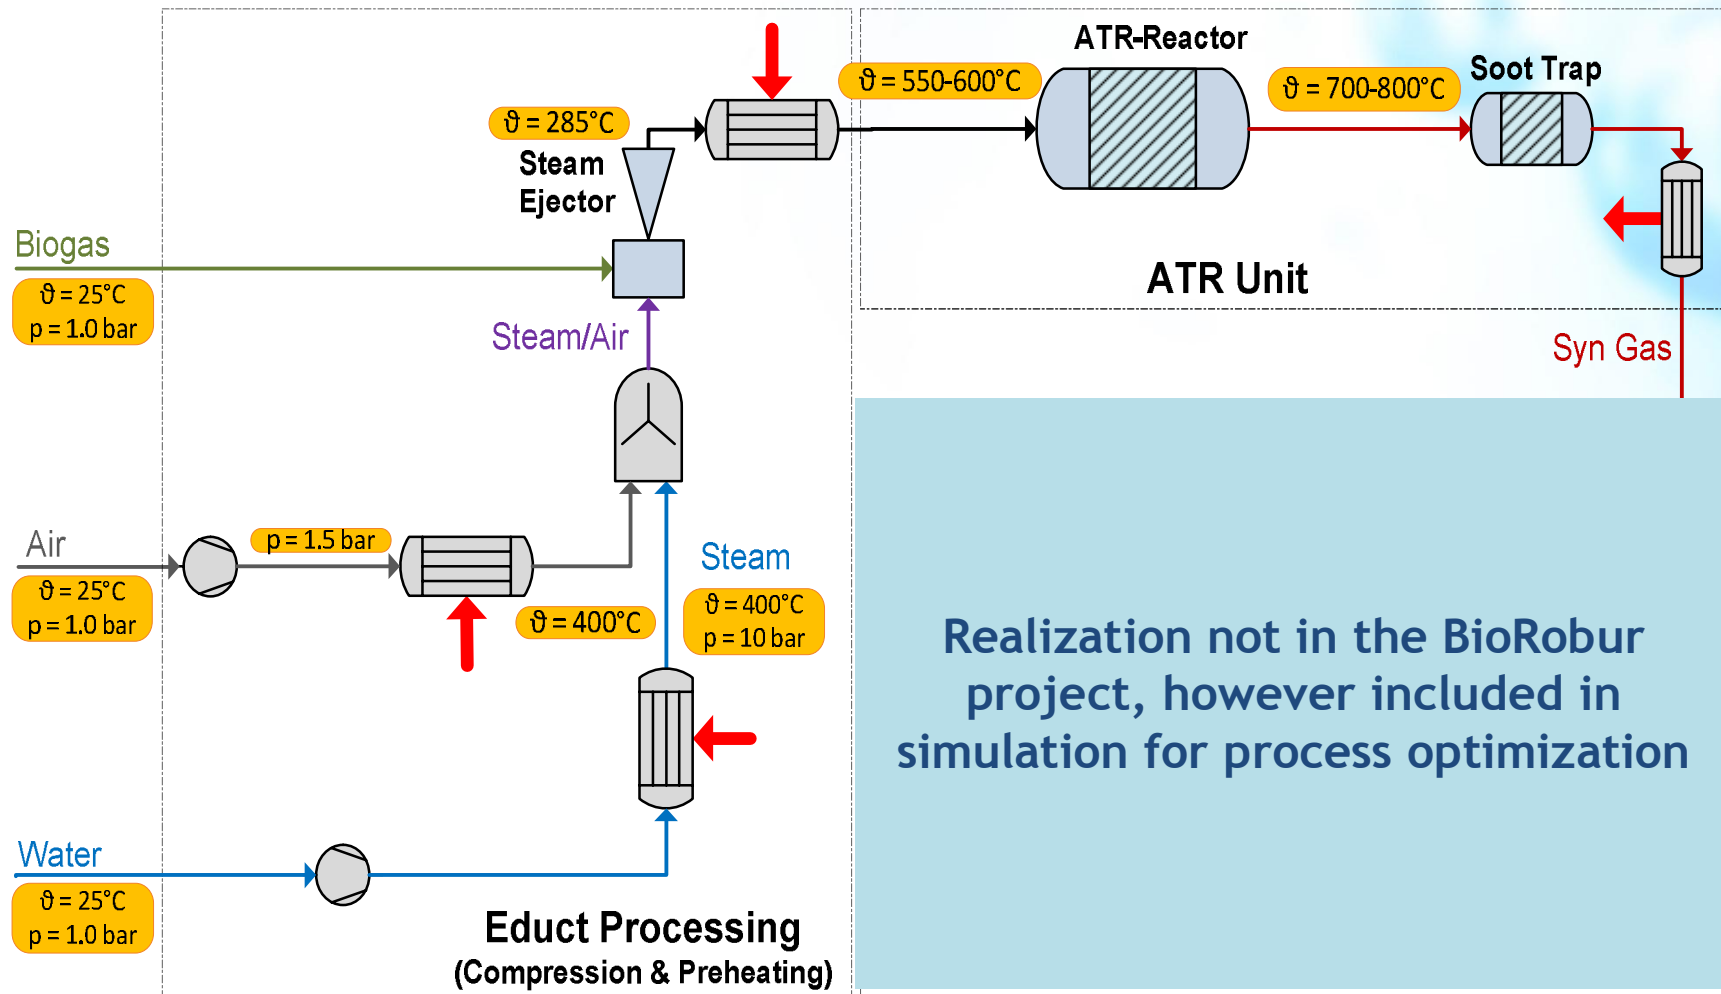 ATR-Reactor
Soot Trap
ϑ = 550-600°C
ϑ = 700-800°C
ϑ = 285°C
Steam
Ejector
Biogas
ϑ = 25°C
p = 1.0 bar
ATR Unit
Steam/Air
Syn Gas
Air
p = 1.5 bar
Steam
ϑ = 25°C
p = 1.0 bar
ϑ = 400°C
ϑ = 400°C
p = 10 bar
Realization not in the BioRobur
project, however included in
simulation for process optimization
Water
ϑ = 25°C
p = 1.0 bar
Educt Processing
(Compression & Preheating)